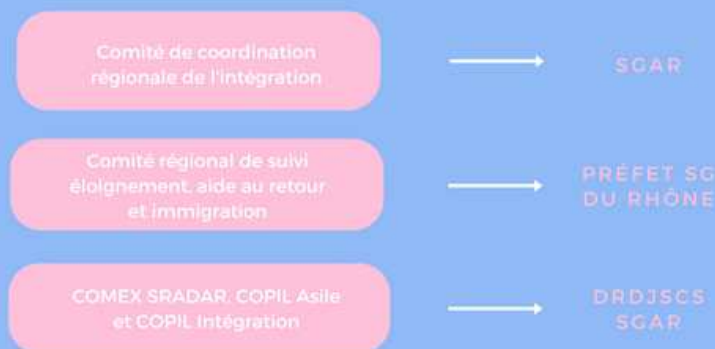 Comité de coordination
régionale de l'intégration
SGAR
Comité régional de suivi
éloignement, aide au retour
et immigration
PRÉFET SG
DU RHÔNE
COMEX SRADAR, COPIL Asile
et COPIL Intégration
DRDJSCS
SGAR